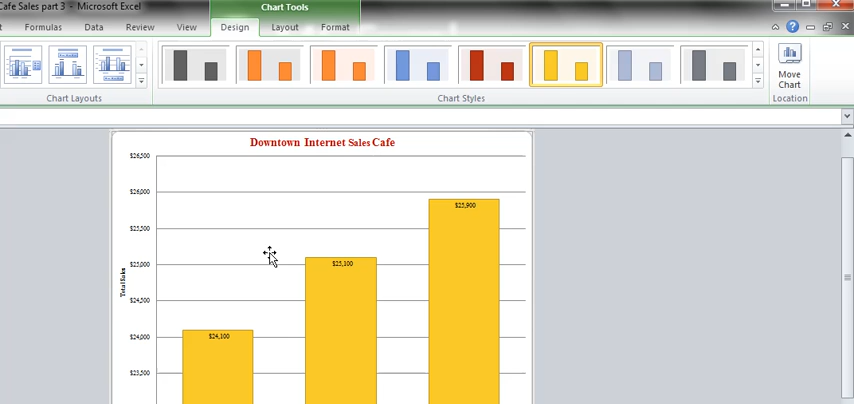 Cafe Sales part 3 - Microsoft Excel
Chart Tools
Formulas Data Review View Design Layout Format
Move
Chart
Chart Layouts Chart Styles Location
Downtown Internet Sales Cafe
$26,500
$26,000
$25,900
$25,500
$25,000
$25,100
Total Sales
$24,500
$24,000
$24,100
$23,500